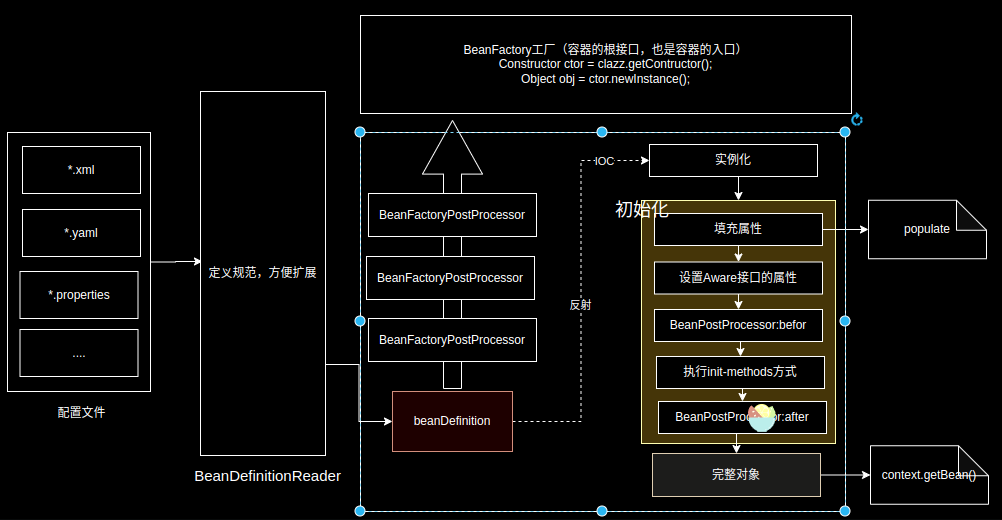 BeanFactory工厂（容器的根接口，也是容器的入口）
Constructor ctor = clazz.getContructor();
Object obj = ctor.newInstance();
*.xml
*.yaml
*.properties
....
配置文件
定义规范，方便扩展
BeanDefinitionReader
BeanFactoryPostProcessor
BeanFactoryPostProcessor
BeanFactoryPostProcessor
beanDefinition
IOC
反射
实例化
初始化
填充属性
设置Aware接口的属性
BeanPostProcessor:befor
执行init-methods方式
BeanPostProcessor:after
完整对象
populate
context.getBean()